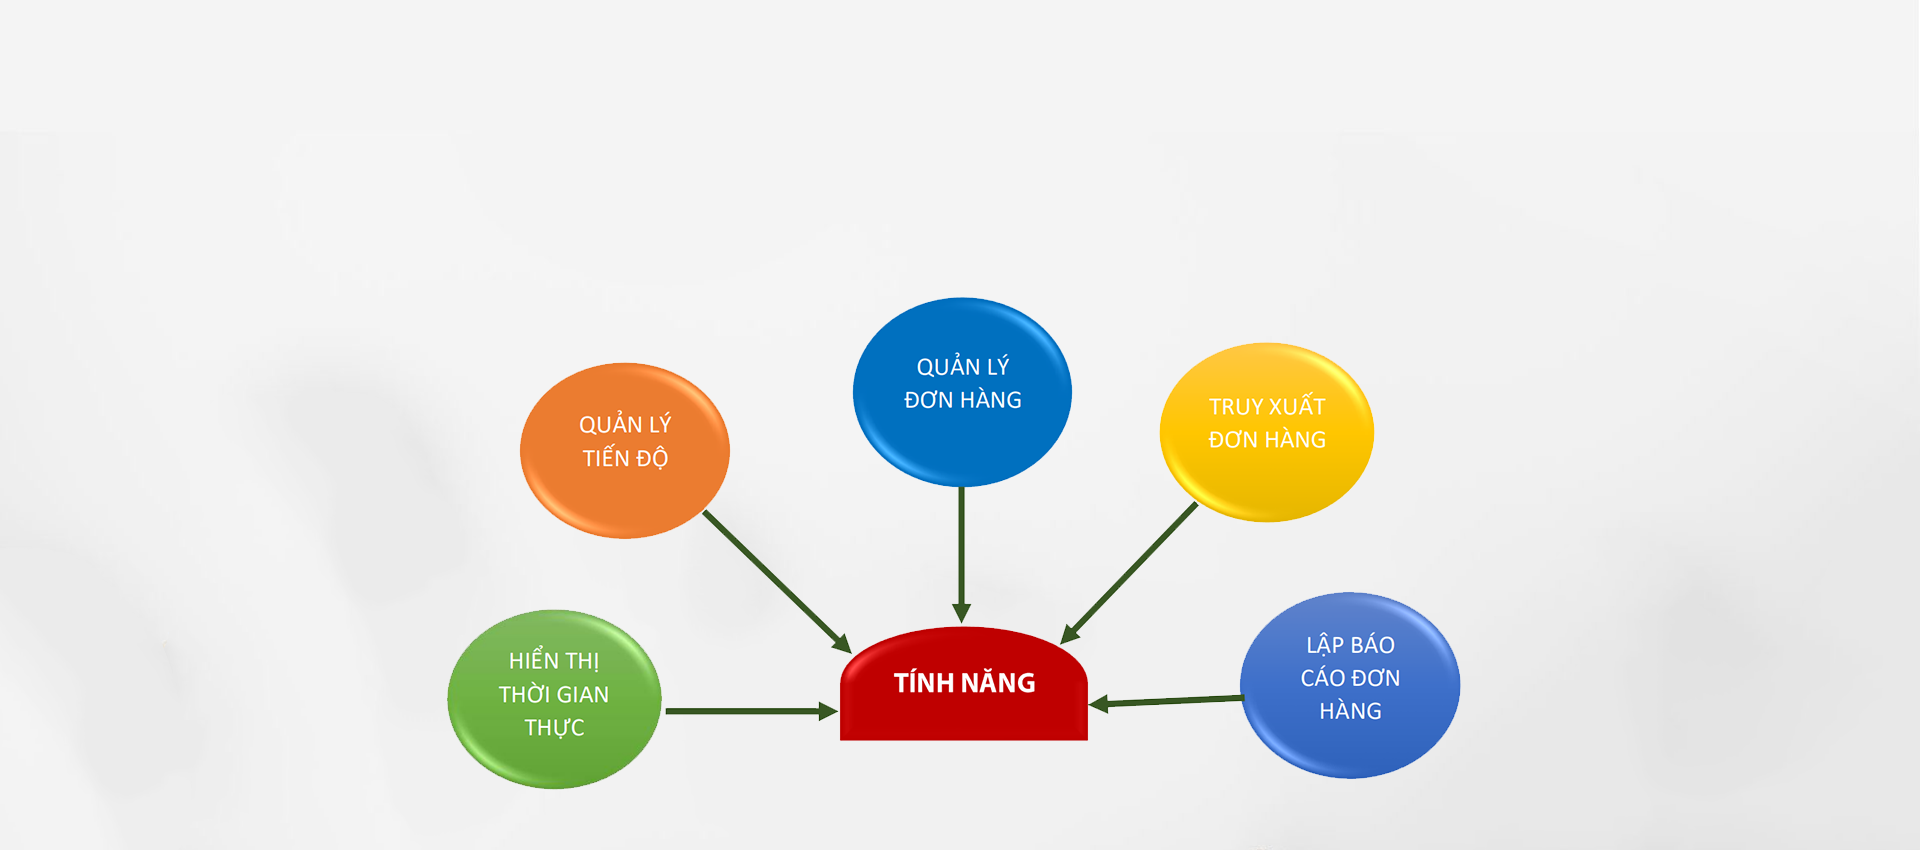 QUẢN LÝ
ĐƠN HÀNG
TRUY XUẤT
ĐƠN HÀNG
QUẢN LÝ
TIẾN ĐỘ
HIỂN THỊ
THỜI GIAN
THỰC
TÍNH NĂNG
LẬP BÁO
CÁO ĐƠN
HÀNG